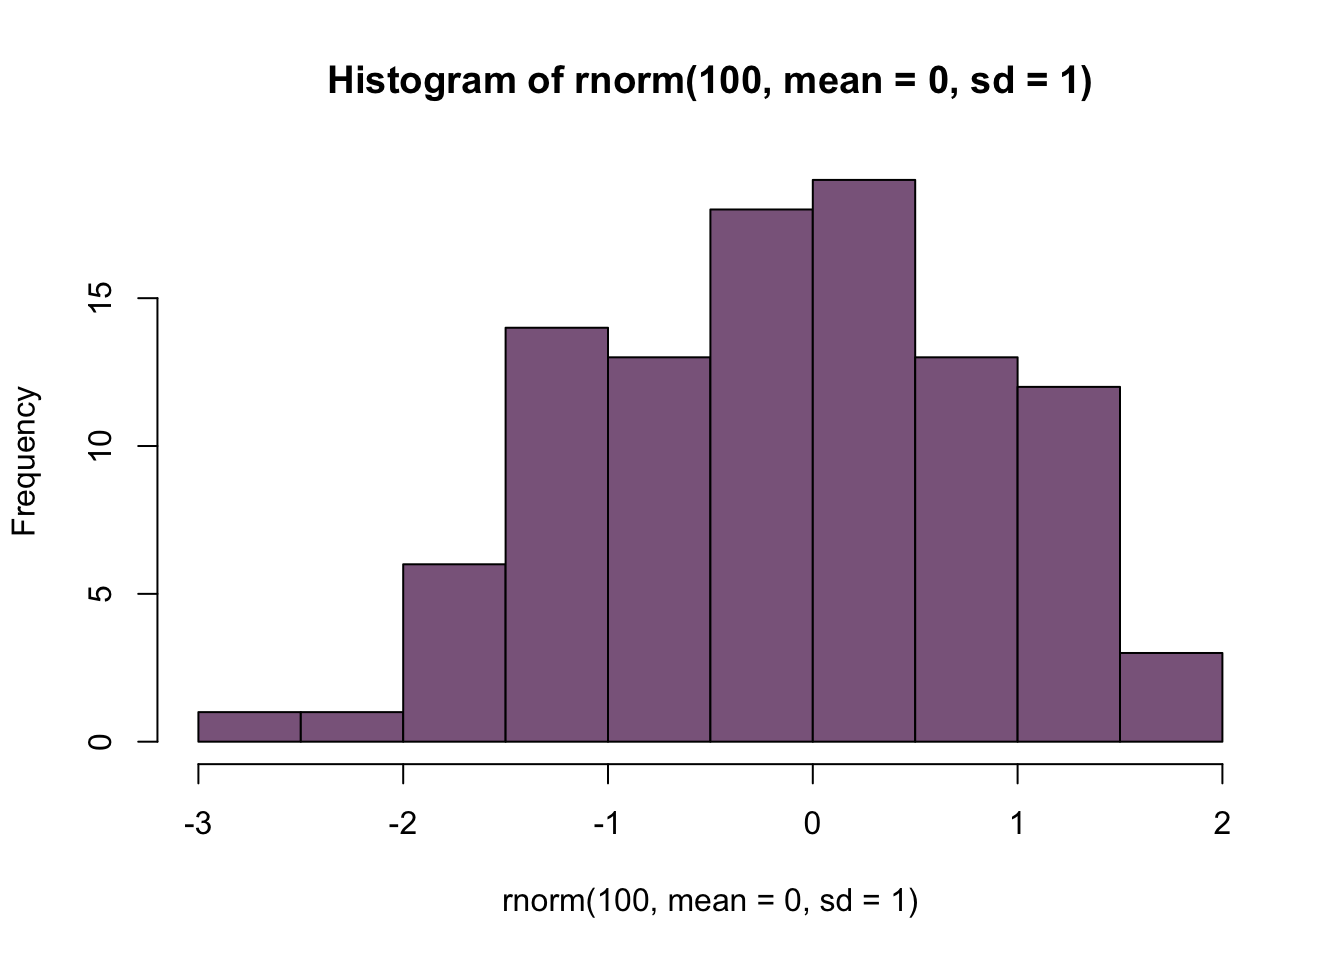 Histogram of rnorm(100, mean = 0, sd = 1)
15
10
5
0
Frequency
-3 -2 -1 0 1 2
rnorm(100, mean = 0, sd = 1)